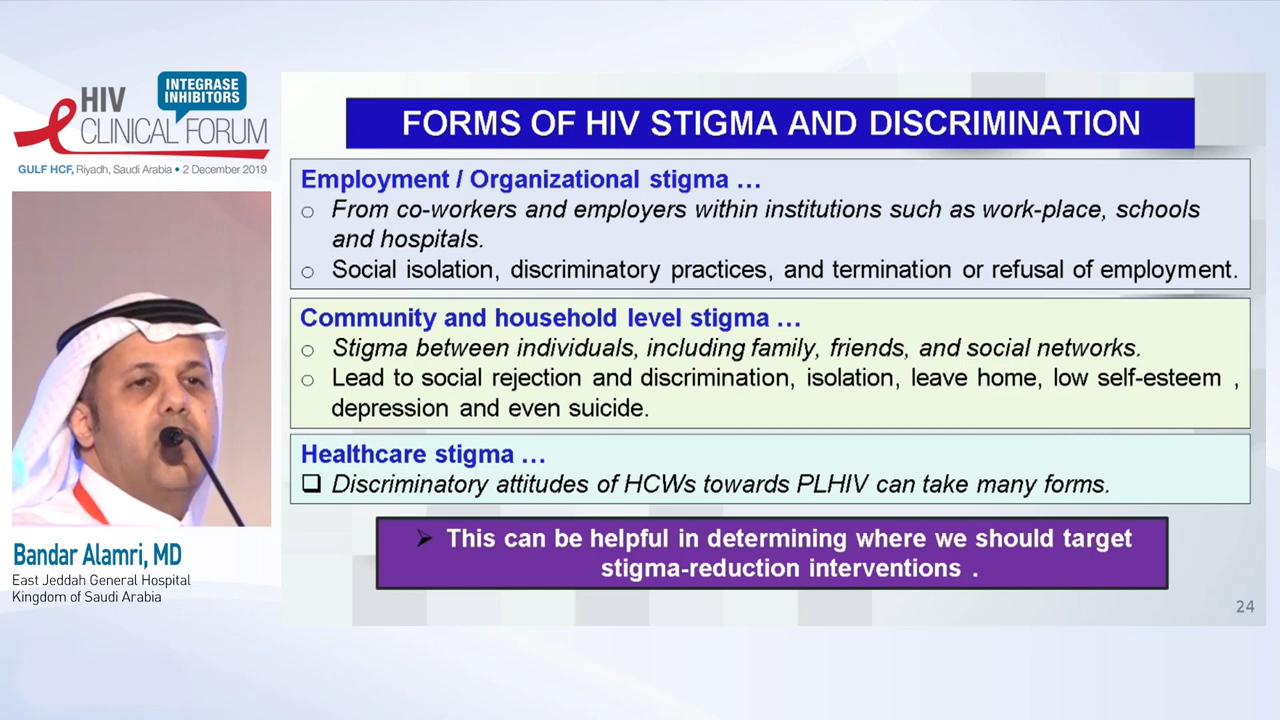 HIV
INTEGRASE
INHIBITORS
CLINICAL FORUM
GULF HCF, Riyadh, Saudi Arabia • 2 December 2019
Bandar Alamri, MD
East Jeddah General Hospital
Kingdom of Saudi Arabia
FORMS OF HIV STIGMA AND DISCRIMINATION
Employment / Organizational stigma …
o From co-workers and employers within institutions such as work-place, schools
and hospitals.
o Social isolation, discriminatory practices, and termination or refusal of employment.
Community and household level stigma …
o Stigma between individuals, including family, friends, and social networks.
o Lead to social rejection and discrimination, isolation, leave home, low self-esteem ,
depression and even suicide.
Healthcare stigma …
❑ Discriminatory attitudes of HCWs towards PLHIV can take many forms.
➢ This can be helpful in determining where we should target
stigma-reduction interventions .
24